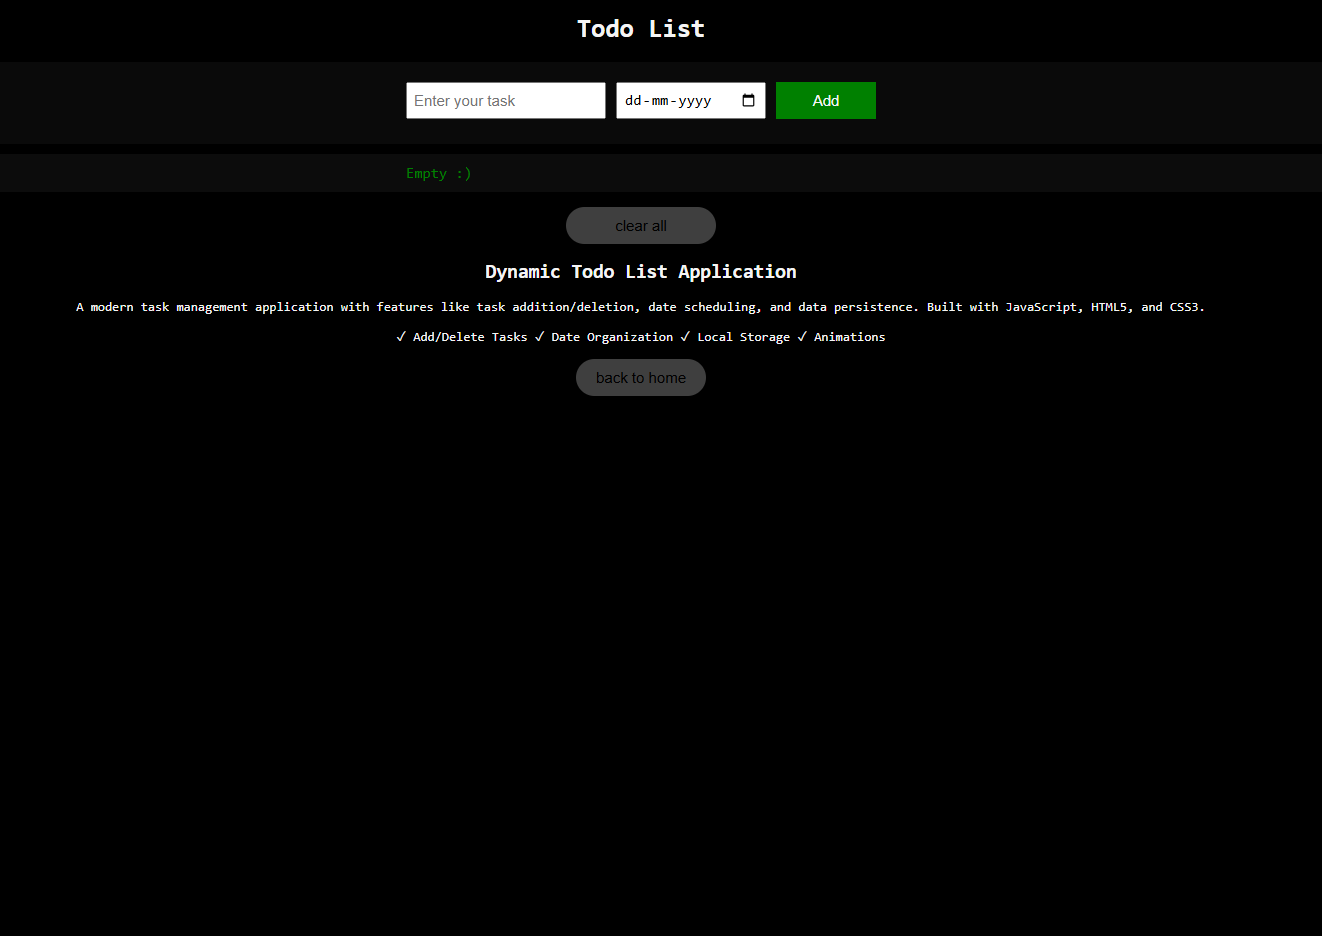 Todo List
Enter your task dd-mm-yyyy Add
Empty :)
clear all
Dynamic Todo List Application
A modern task management application with features like task addition/deletion, date scheduling, and data persistence. Built with JavaScript, HTML5, and CSS3.
✓ Add/Delete Tasks ✓ Date Organization ✓ Local Storage ✓ Animations
back to home